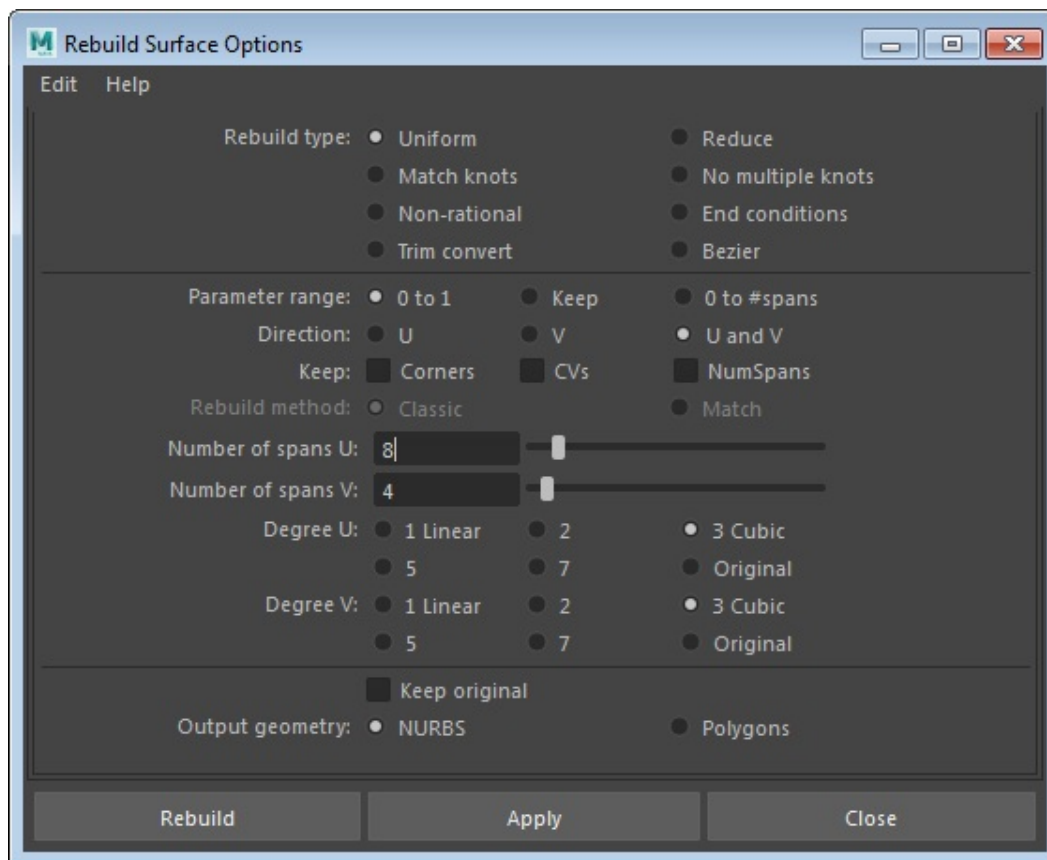 Rebuild Surface Options
Edit Help
Rebuild type: Uniform Reduce
Match knots No multiple knots
Non-rational End conditions
Trim convert Bezier
Parameter range: 0 to 1 Keep 0 to #spans
Direction: U V U and V
Keep: Corners CVs NumSpans
Rebuild method: Classic Match
Number of spans U: 8
Number of spans V: 4
Degree U: 1 Linear 2 3 Cubic
5 7 Original
Degree V: 1 Linear 2 3 Cubic
5 7 Original
Keep original
Output geometry: NURBS Polygons
Rebuild Apply Close